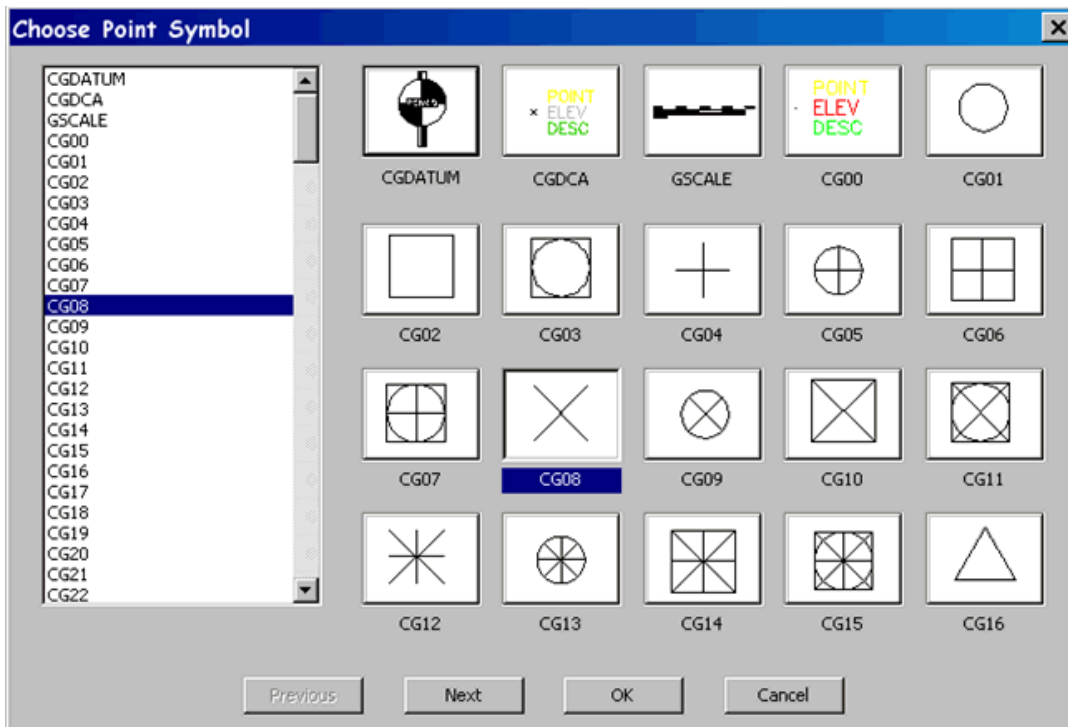 Choose Point Symbol
CGDATUM
CGDCA
GSCALE
CG00
CG01
CG02
CG03
CG04
CG05
CG06
CG07
CG08
CG09
CG10
CG11
CG12
CG13
CG14
CG15
CG16
CG17
CG18
CG19
CG20
CG21
CG22
POINT
ELEV
DESC
POINT
ELEV
DESC
CGDATUM CGDCA GSCALE CG00 CG01
CG02 CG03 CG04 CG05 CG06
CG07 CG08 CG09 CG10 CG11
CG12 CG13 CG14 CG15 CG16
Previous Next OK Cancel